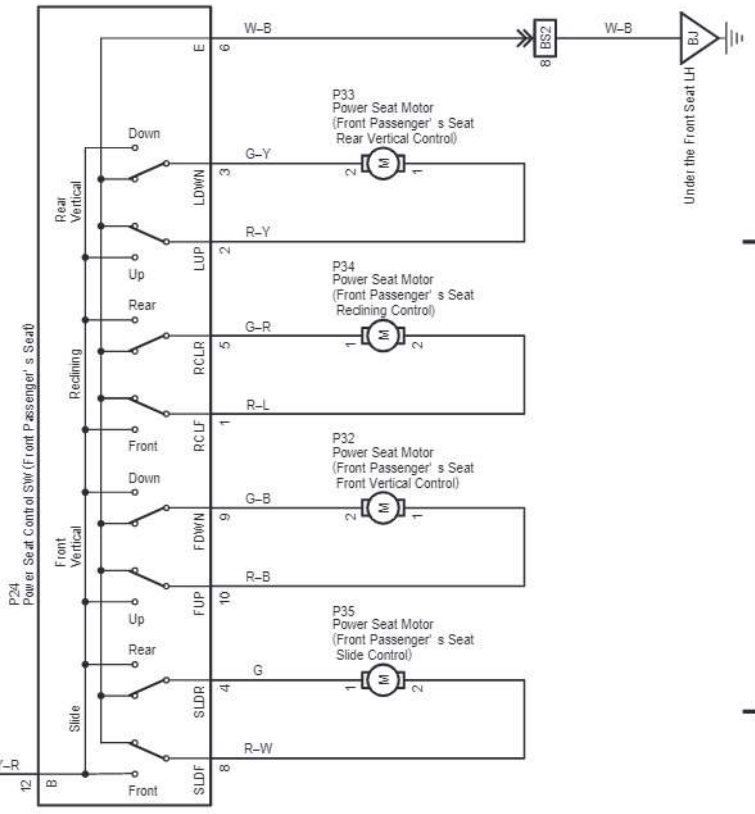 W–B
E
6
BS2
8
W–B
BJ
Under the Front Seat LH
P33
Power Seat Motor
(Front Passenger' s Seat
Rear Vertical Control)
Down
G–Y
LDWN
3
2
M
1
Rear
Vertical
R–Y
LUP
2
Up
P34
Power Seat Motor
(Front Passenger' s Seat
Reclining Control)
Rear
G–R
RCLR
5
1
M
2
Reclining
R–L
RCLF
1
Front
P32
Power Seat Motor
(Front Passenger' s Seat
Front Vertical Control)
Down
G–B
FDWN
9
2
M
1
Front
Vertical
R–B
FUP
10
Up
P24
Power Seat Control SW (Front Passenger' s Seat)
P35
Power Seat Motor
(Front Passenger' s Seat
Slide Control)
Rear
G
SLDR
4
1
M
2
Slide
R–W
SLDF
8
Front
–R
12
B